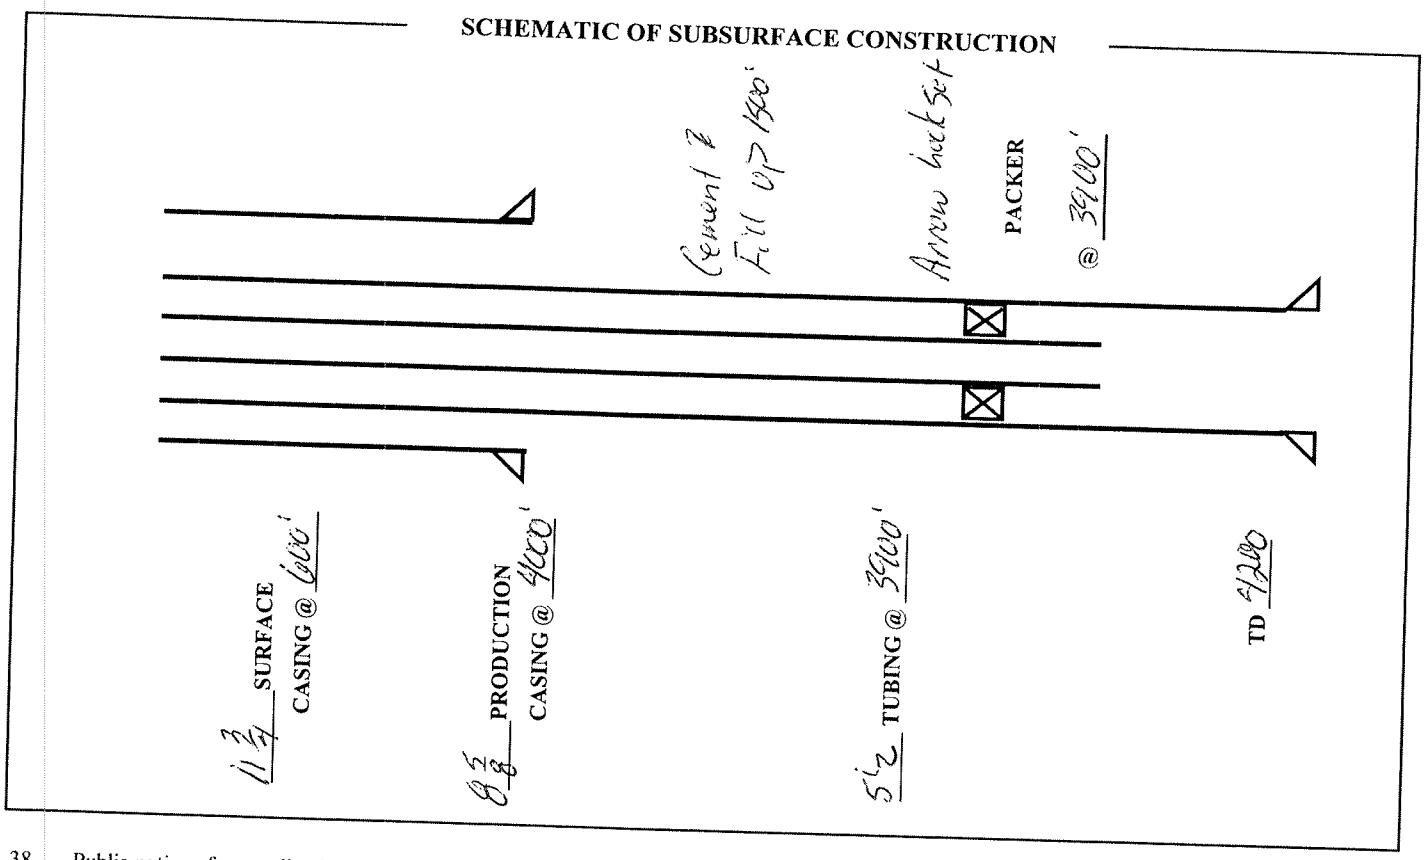 SCHEMATIC OF SUBSURFACE CONSTRUCTION
Cement
Fill up 1500'
Arrow lock set
PACKER
@ 3900'
11 3/4 SURFACE
CASING @ 600'
8 5/8 PRODUCTION
CASING @ 4000'
5 1/2 TUBING @ 3900'
TD 4200
38